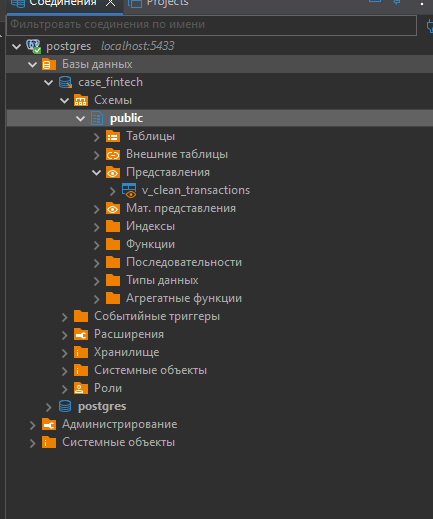 Соединения Projects
Фильтровать соединения по имени
postgres localhost:5433
Базы данных
case_fintech
Схемы
public
Таблицы
Внешние таблицы
Представления
v_clean_transactions
Мат. представления
Индексы
Функции
Последовательности
Типы данных
Агрегатные функции
Событийные триггеры
Расширения
Хранилище
Системные объекты
Роли
postgres
Администрирование
Системные объекты